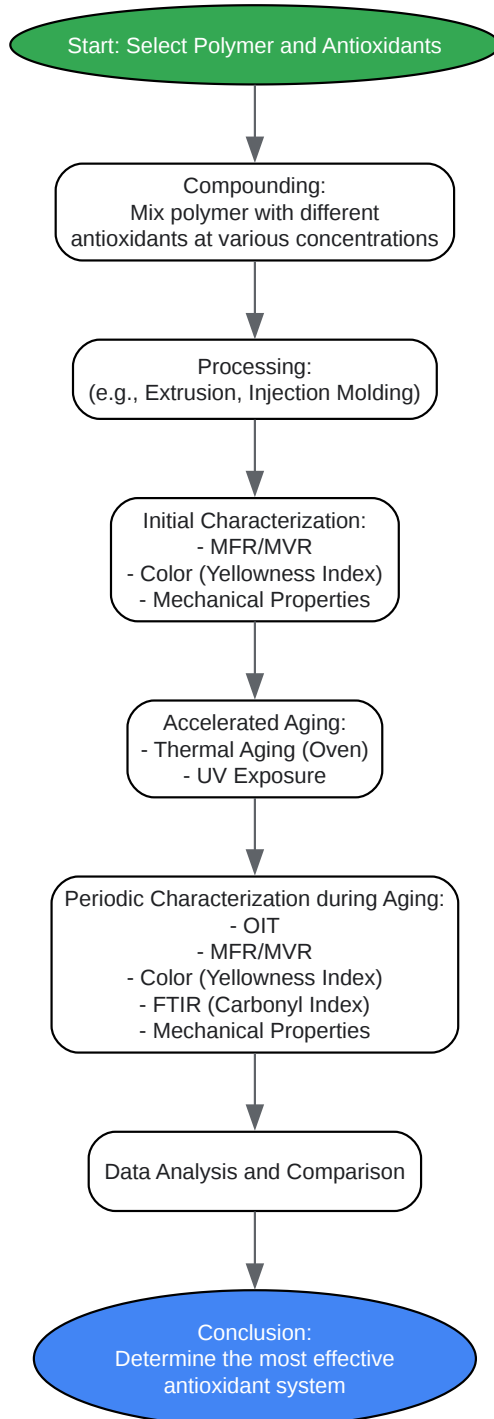 Start: Select Polymer and Antioxidants
Compounding:
Mix polymer with different
antioxidants at various concentrations
Processing:
(e.g., Extrusion, Injection Molding)
Initial Characterization:
- MFR/MVR
- Color (Yellowness Index)
- Mechanical Properties
Accelerated Aging:
- Thermal Aging (Oven)
- UV Exposure
Periodic Characterization during Aging:
- OIT
- MFR/MVR
- Color (Yellowness Index)
- FTIR (Carbonyl Index)
- Mechanical Properties
Data Analysis and Comparison
Conclusion:
Determine the most effective
antioxidant system